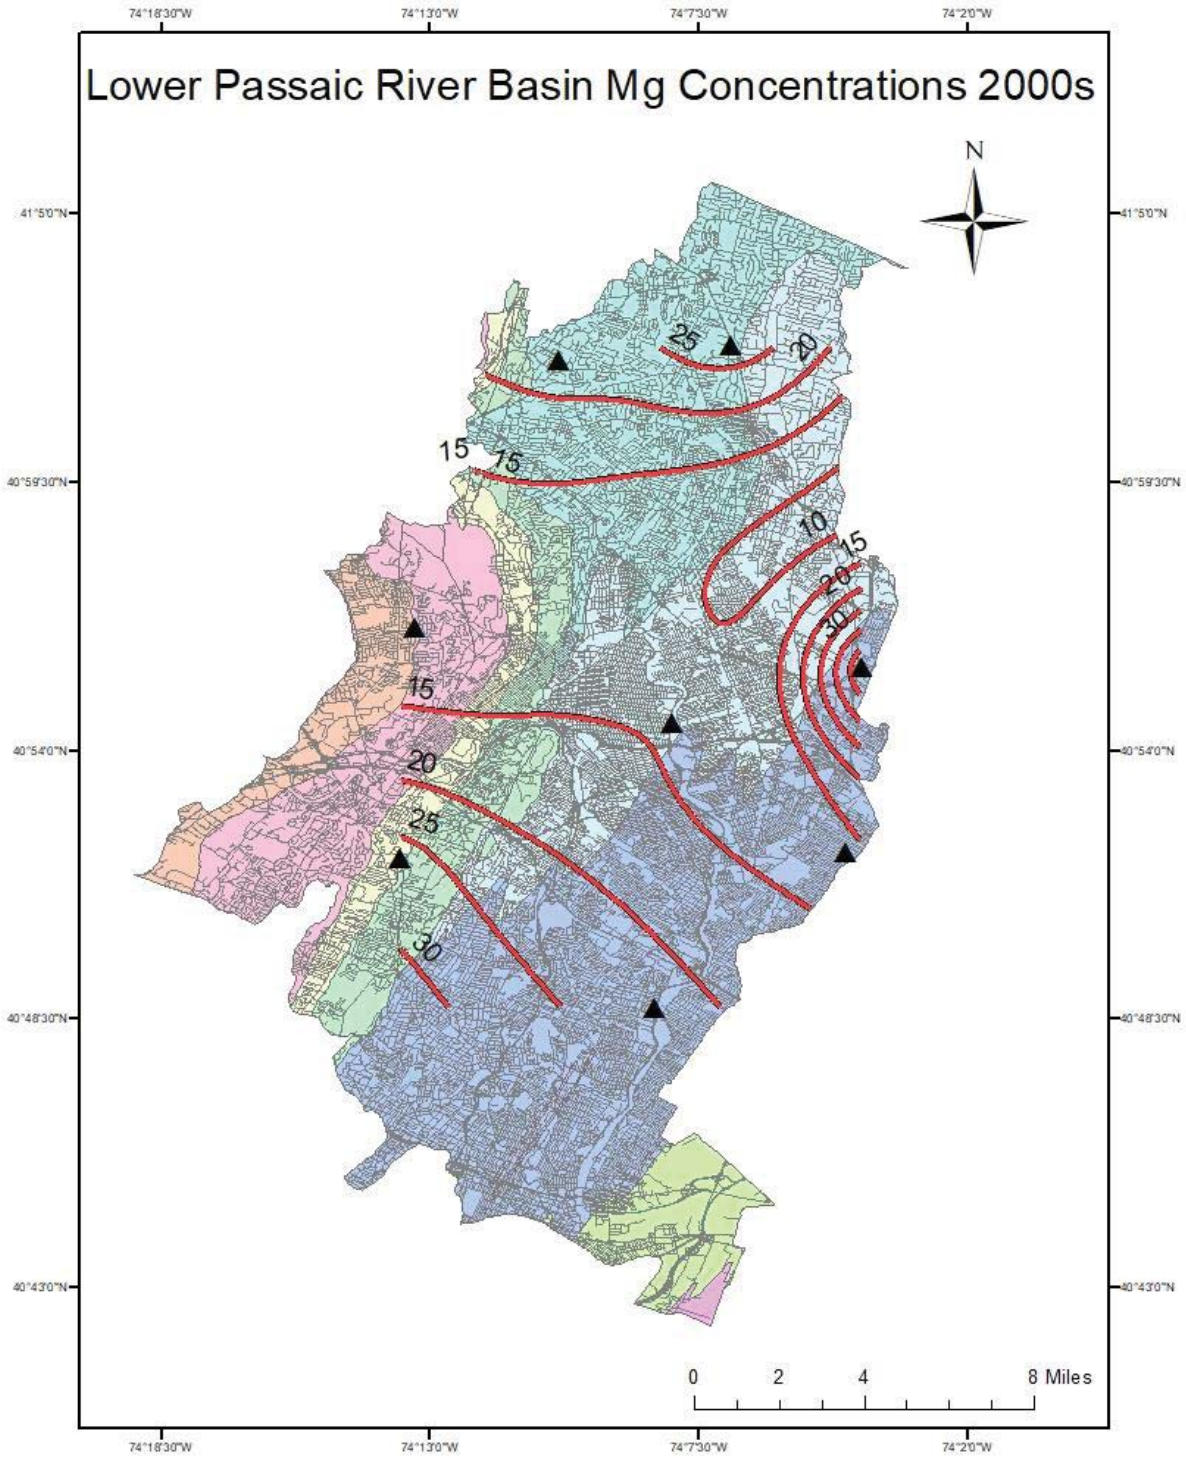 74°18'30"W 74°13'0"W 74°7'30"W 74°2'0"W
Lower Passaic River Basin Mg Concentrations 2000s
N
41°5'0"N 41°5'0"N
25 20
15 15
40°59'30"N 40°59'30"N
10
15
20
30
15
40°54'0"N 40°54'0"N
20
25
30
40°48'30"N 40°48'30"N
40°43'0"N 40°43'0"N
0 2 4 8 Miles
74°18'30"W 74°13'0"W 74°7'30"W 74°2'0"W